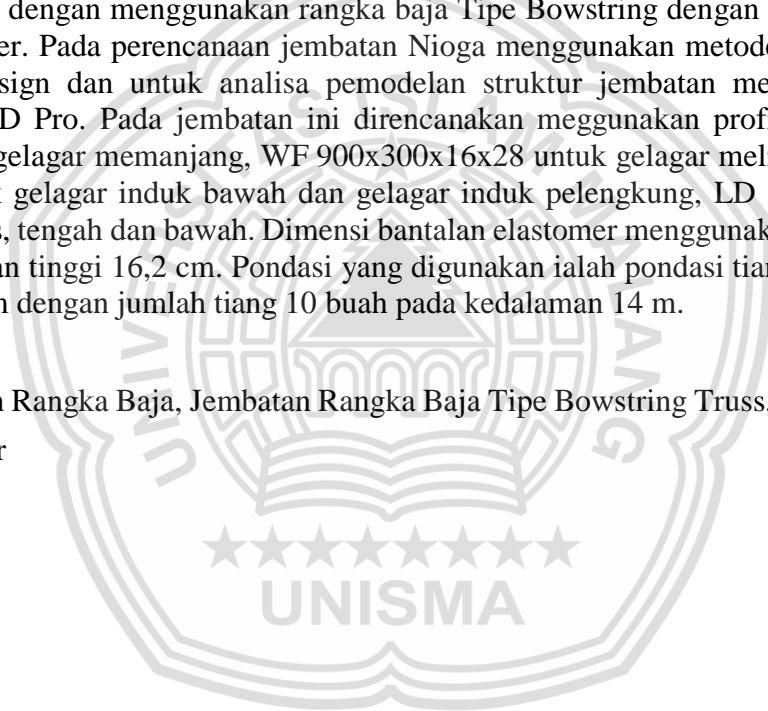 dengan menggunakan rangka baja Tipe Bowstring dengan
er. Pada perencanaan jembatan Nioga menggunakan metode
sign dan untuk analisa pemodelan struktur jembatan me
D Pro. Pada jembatan ini direncanakan meggunakan prof
gelagar memanjang, WF 900x300x16x28 untuk gelagar mel
gelagar induk bawah dan gelagar induk pelengkung, LD
s, tengah dan bawah. Dimensi bantalan elastomer menggunak
an tinggi 16,2 cm. Pondasi yang digunakan ialah pondasi tian
n dengan jumlah tiang 10 buah pada kedalaman 14 m.
n Rangka Baja, Jembatan Rangka Baja Tipe Bowstring Truss,
r
UNIVERSITAS ISLAM MALANG
UNISMA